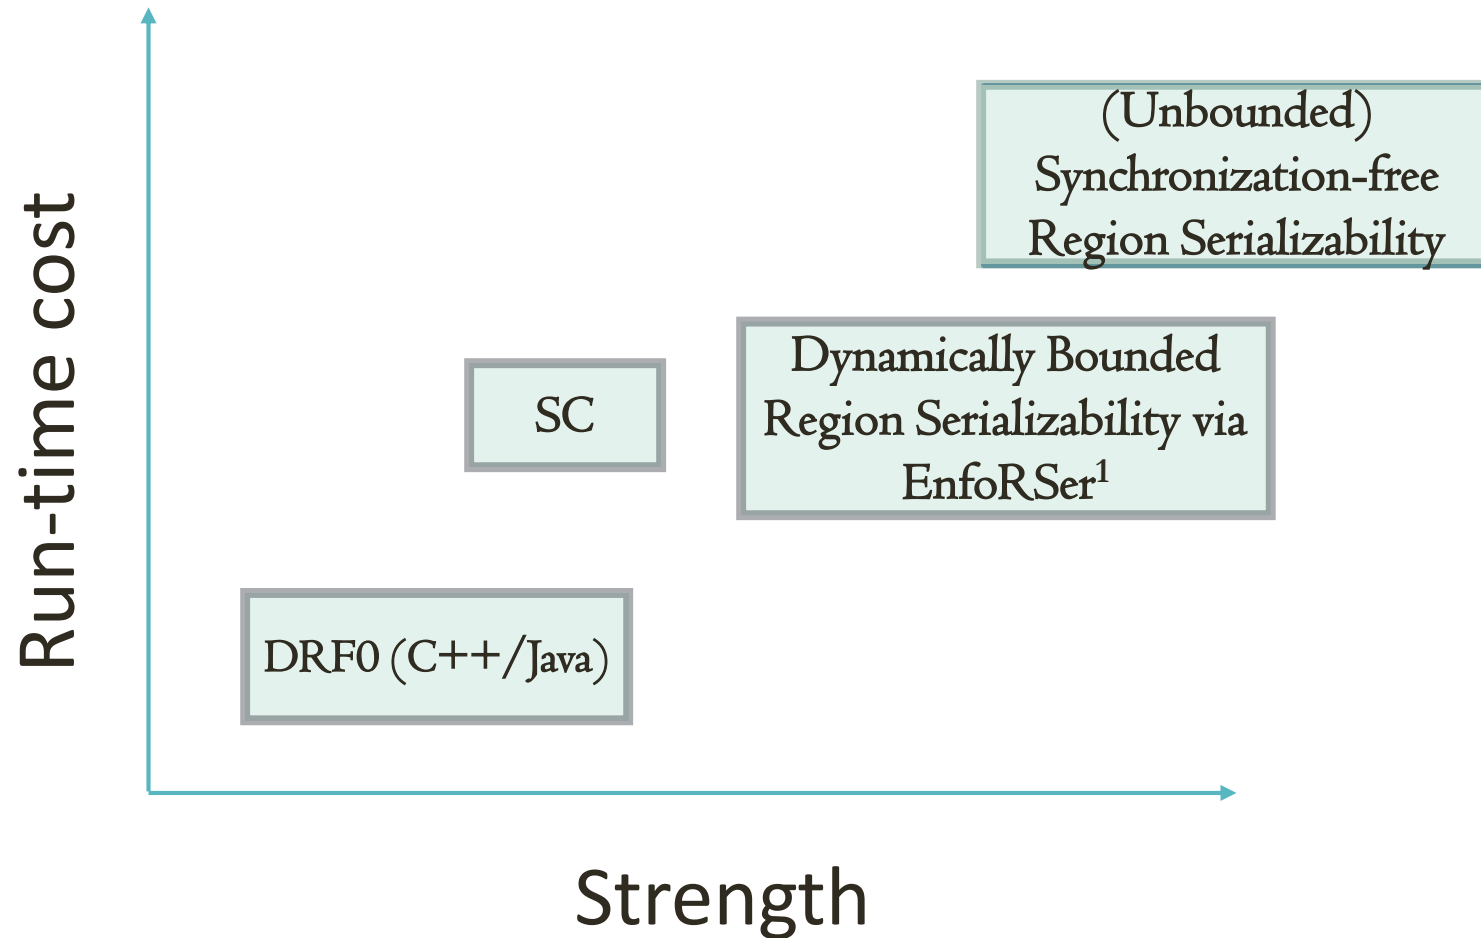 Run-time cost
(Unbounded)
Synchronization-free
Region Serializability
Dynamically Bounded
Region Serializability via
EnfoRSer¹
SC
DRF0 (C++/Java)
Strength